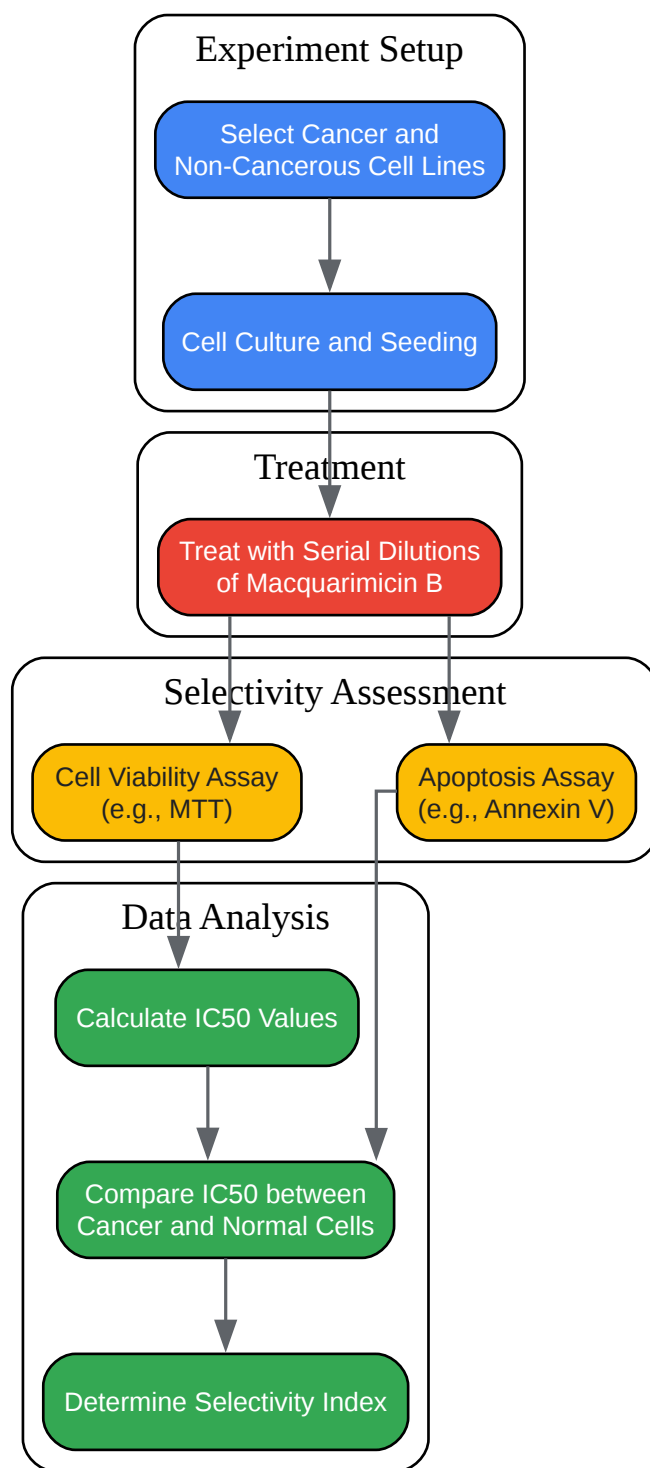 Experiment Setup
Select Cancer and
Non-Cancerous Cell Lines
Cell Culture and Seeding
Treatment
Treat with Serial Dilutions
of Macquarimicin B
Selectivity Assessment
Cell Viability Assay
(e.g., MTT)
Apoptosis Assay
(e.g., Annexin V)
Data Analysis
Calculate IC50 Values
Compare IC50 between
Cancer and Normal Cells
Determine Selectivity Index